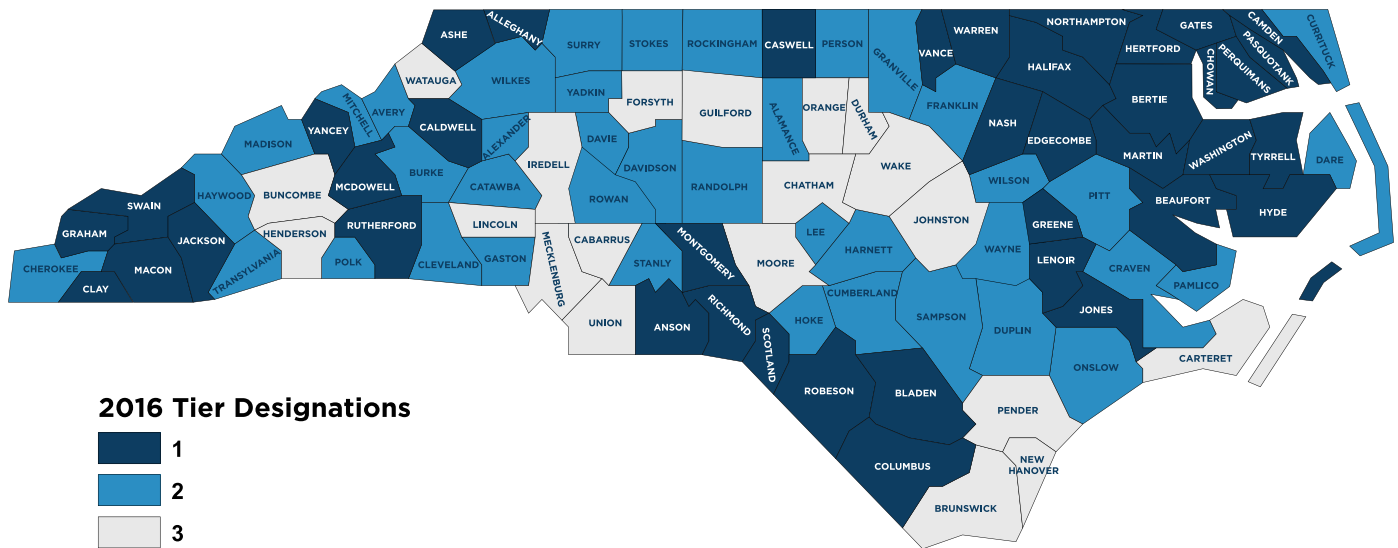 ALLEGHANY
ASHE
SURRY
STOKES
ROCKINGHAM
CASWELL
PERSON
GRANVILLE
VANCE
WARREN
NORTHAMPTON
GATES
CAMDEN
CURRITUCK
HERTFORD
CHOWAN
PERQUIMANS
PASQUOTANK
WATAUGA
WILKES
HALIFAX
YADKIN
FORSYTH
GUILFORD
ALAMANCE
ORANGE
DURHAM
FRANKLIN
BERTIE
MITCHELL
AVERY
YANCEY
CALDWELL
ALEXANDER
IREDELL
DAVIE
NASH
EDGECOMBE
MADISON
DAVIDSON
WAKE
MARTIN
WASHINGTON
TYRRELL
DARE
BUNCOMBE
MCDOWELL
BURKE
CATAWBA
ROWAN
RANDOLPH
CHATHAM
WILSON
PITT
HAYWOOD
SWAIN
BEAUFORT
HYDE
GRAHAM
JACKSON
HENDERSON
RUTHERFORD
LINCOLN
CABARRUS
MONTGOMERY
LEE
JOHNSTON
GREENE
CHEROKEE
MACON
TRANSYLVANIA
POLK
CLEVELAND
GASTON
MECKLENBURG
STANLY
MOORE
HARNETT
WAYNE
LENOIR
CRAVEN
PAMLICO
CLAY
UNION
ANSON
RICHMOND
SCOTLAND
HOKE
CUMBERLAND
SAMPSON
DUPLIN
JONES
ONSLOW
CARTERET
ROBESON
BLADEN
PENDER
COLUMBUS
NEW
HANOVER
BRUNSWICK
2016 Tier Designations
1
2
3